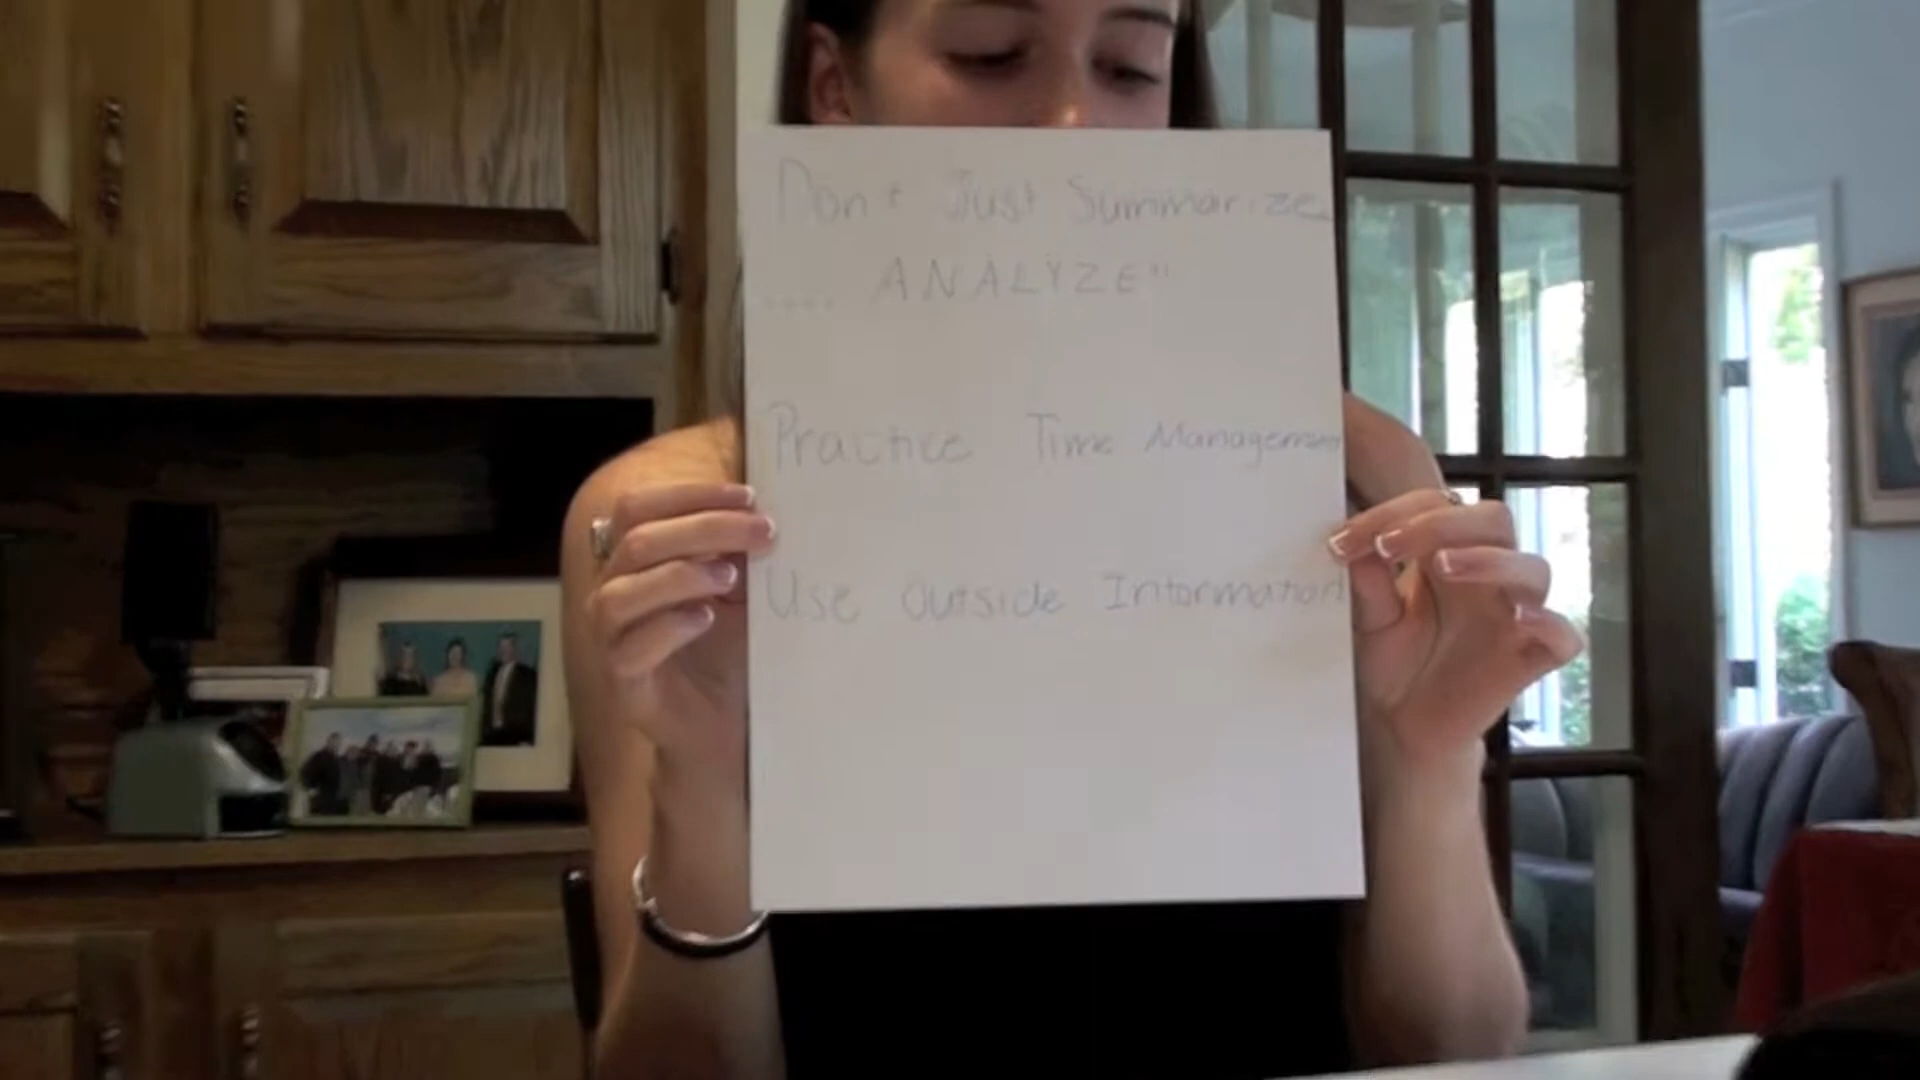 Don't Just Summarize
.... ANALYZE"
Practice Time Management
Use Outside Information